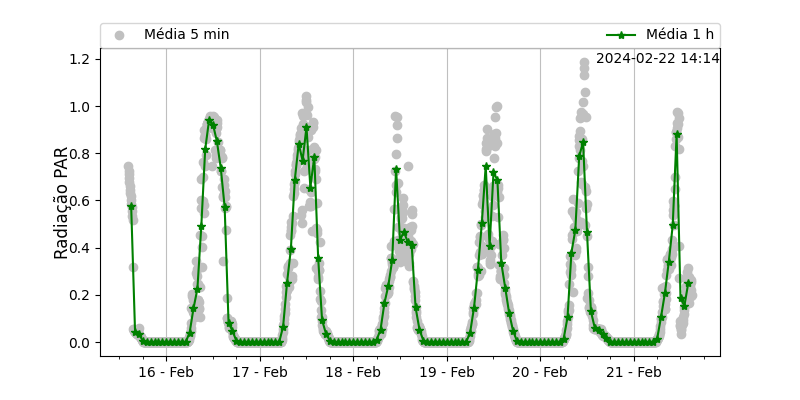 Média 5 min
Média 1 h
2024-02-22 14:14
Radiação PAR
1.2
1.0
0.8
0.6
0.4
0.2
0.0
16 - Feb
17 - Feb
18 - Feb
19 - Feb
20 - Feb
21 - Feb